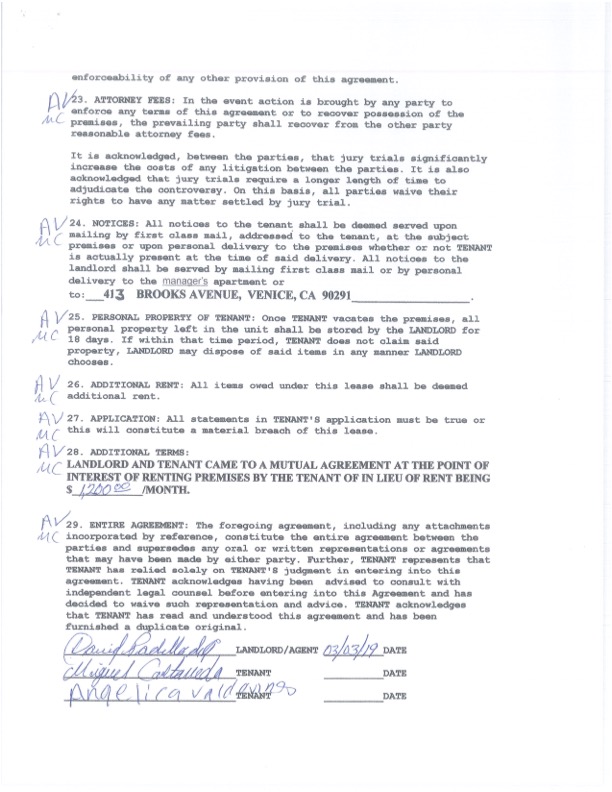 enforceability of any other provision of this agreement.
AV 23. ATTORNEY FEES: In the event action is brought by any party to
MC enforce any terms of this agreement or to recover possession of the
premises, the prevailing party shall recover from the other party
reasonable attorney fees.
It is acknowledged, between the parties, that jury trials significantly
increase the costs of any litigation between the parties. It is also
acknowledged that jury trials require a longer length of time to
adjudicate the controversy. On this basis, all parties waive their
rights to have any matter settled by jury trial.
AV 24. NOTICES: All notices to the tenant shall be deemed served upon
MC mailing by first class mail, addressed to the tenant, at the subject
premises or upon personal delivery to the premises whether or not TENANT
is actually present at the time of said delivery. All notices to the
landlord shall be served by mailing first class mail or by personal
delivery to the manager's apartment or
to:___413 BROOKS AVENUE, VENICE, CA 90291___.
AV 25. PERSONAL PROPERTY OF TENANT: Once TENANT vacates the premises, all
MC personal property left in the unit shall be stored by the LANDLORD for
18 days. If within that time period, TENANT does not claim said
property, LANDLORD may dispose of said items in any manner LANDLORD
chooses.
AV 26. ADDITIONAL RENT: All items owed under this lease shall be deemed
MC additional rent.
AV 27. APPLICATION: All statements in TENANT'S application must be true or
MC this will constitute a material breach of this lease.
AV 28. ADDITIONAL TERMS:
MC LANDLORD AND TENANT CAME TO A MUTUAL AGREEMENT AT THE POINT OF
INTEREST OF RENTING PREMISES BY THE TENANT OF IN LIEU OF RENT BEING
$ 1200 00 /MONTH.
AV 29. ENTIRE AGREEMENT: The foregoing agreement, including any attachments
MC incorporated by reference, constitute the entire agreement between the
parties and supersedes any oral or written representations or agreements
that may have been made by either party. Further, TENANT represents that
TENANT has relied solely on TENANT'S judgment in entering into this
agreement. TENANT acknowledges having been advised to consult with
independent legal counsel before entering into this Agreement and has
decided to waive such representation and advice. TENANT acknowledges
that TENANT has read and understood this agreement and has been
furnished a duplicate original.
David Padilla LANDLORD/AGENT 03/03/19 DATE
Miguel Castaneda TENANT DATE
Angelica Valdovinos TENANT DATE